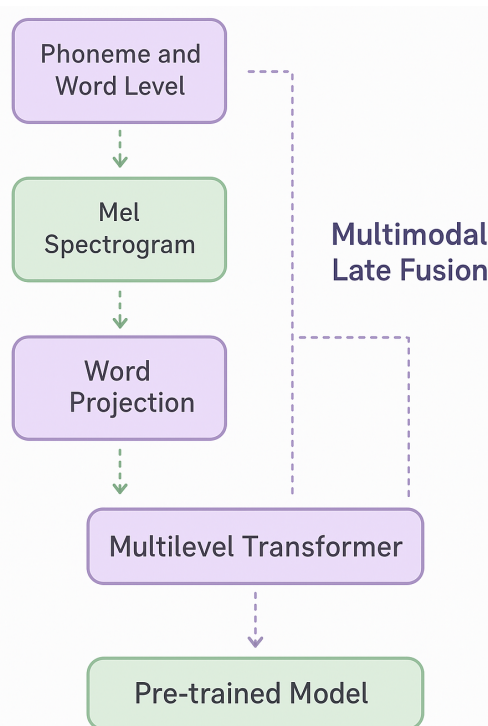 Phoneme and
Word Level
Mel
Spectrogram
Multimodal
Late Fusion
Word
Projection
Multilevel Transformer
Pre-trained Model